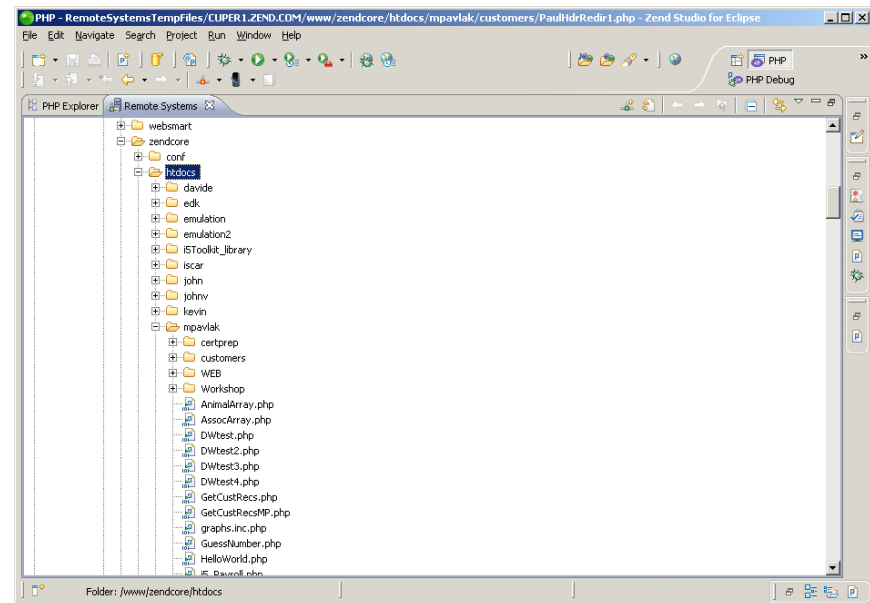 PHP - RemoteSystemsTempFiles/CUPER1.ZEND.COM/www/zendcore/htdocs/mpavlak/customers/PaulHdrRedir1.php - Zend Studio for Eclipse
File Edit Navigate Search Project Run Window Help
PHP
PHP Debug
PHP Explorer Remote Systems
websmart
zendcore
conf
htdocs
davide
edk
emulation
emulation2
i5Toolkit_library
iscar
john
johnv
kevin
mpavlak
certprep
customers
WEB
Workshop
AnimalArray.php
AssocArray.php
DWtest.php
DWtest2.php
DWtest3.php
DWtest4.php
GetCustRecs.php
GetCustRecsMP.php
graphs.inc.php
GuessNumber.php
HelloWorld.php
i5_Payroll.php
Folder: /www/zendcore/htdocs